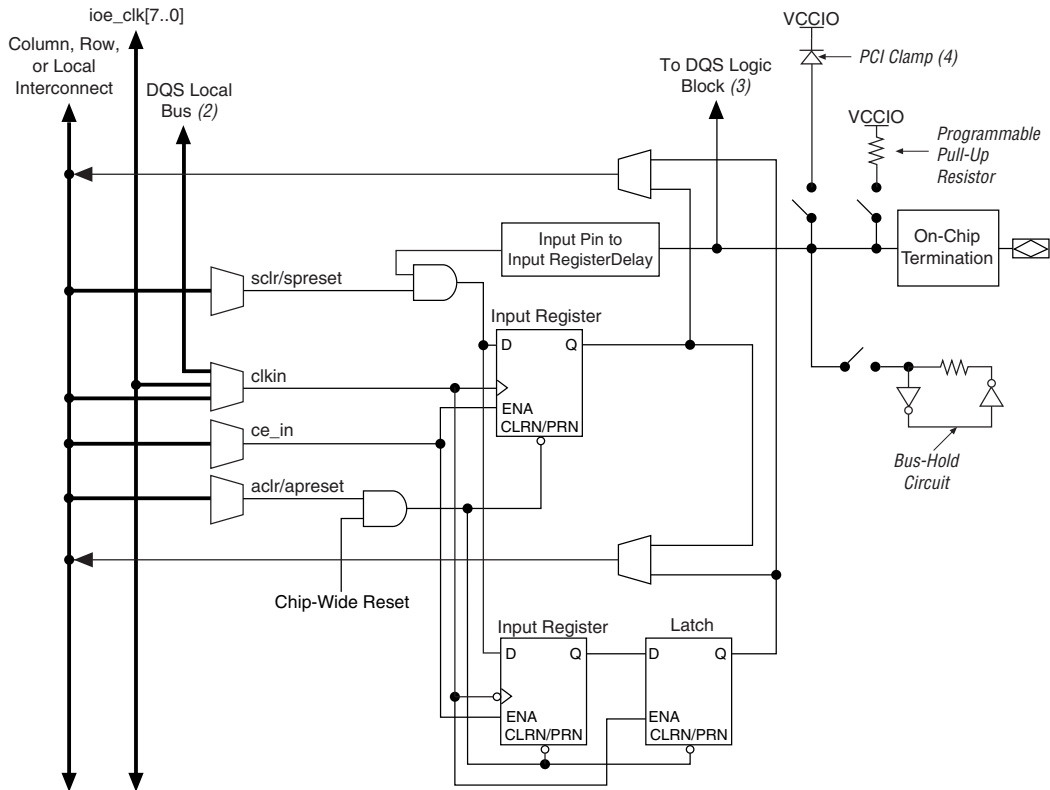 ioe_clk[7..0]
Column, Row,
or Local
Interconnect
DQS Local
Bus (2)
To DQS Logic
Block (3)
VCCIO
PCI Clamp (4)
VCCIO
Programmable
Pull-Up
Resistor
Input Pin to
Input RegisterDelay
On-Chip
Termination
sclr/spreset
Input Register
D Q
ENA
CLRN/PRN
clkin
ce_in
aclr/apreset
Bus-Hold
Circuit
Chip-Wide Reset
Input Register
D Q
ENA
CLRN/PRN
Latch
D Q
ENA
CLRN/PRN